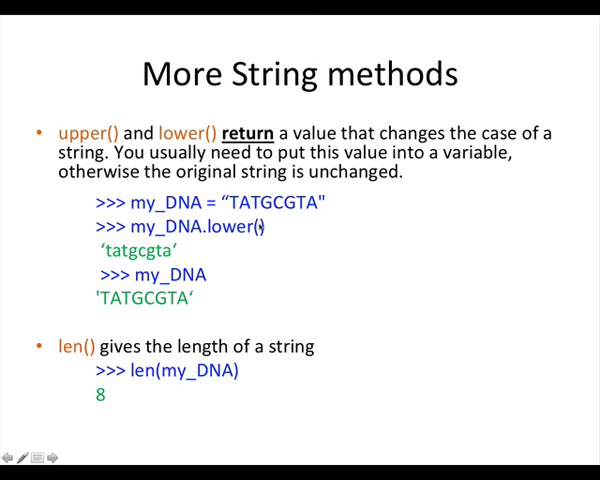 More String methods
• upper() and lower() return a value that changes the case of a
string. You usually need to put this value into a variable,
otherwise the original string is unchanged.
>>> my_DNA = “TATGCGTA"
>>> my_DNA.lower()
‘tatgcgta‘
>>> my_DNA
'TATGCGTA‘
• len() gives the length of a string
>>> len(my_DNA)
8